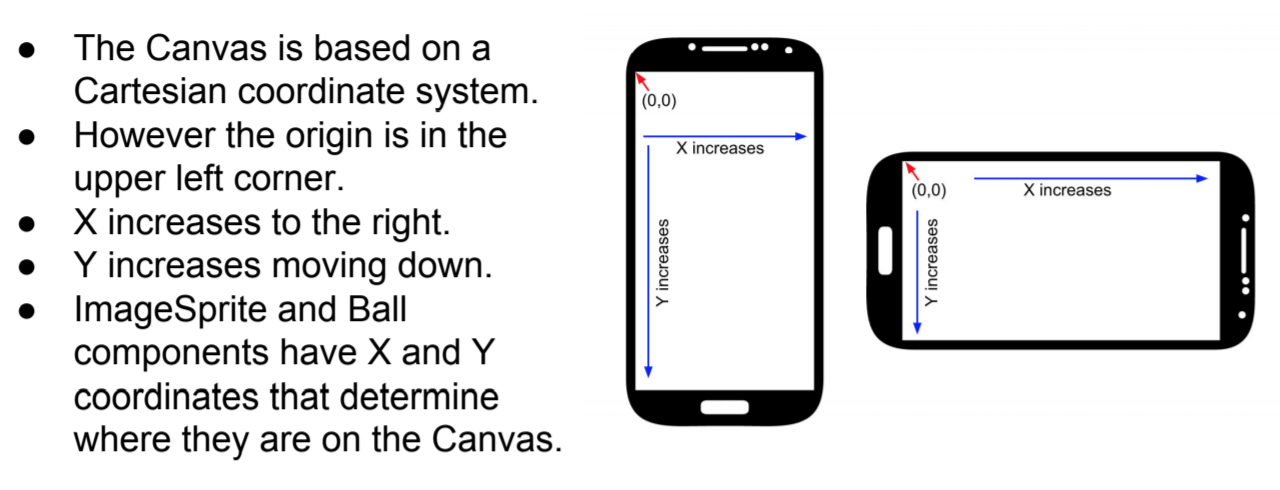 ● The Canvas is based on a
Cartesian coordinate system.
● However the origin is in the
upper left corner.
● X increases to the right.
● Y increases moving down.
● ImageSprite and Ball
components have X and Y
coordinates that determine
where they are on the Canvas.
(0,0)
X increases
Y increases
(0,0)
X increases
Y increases